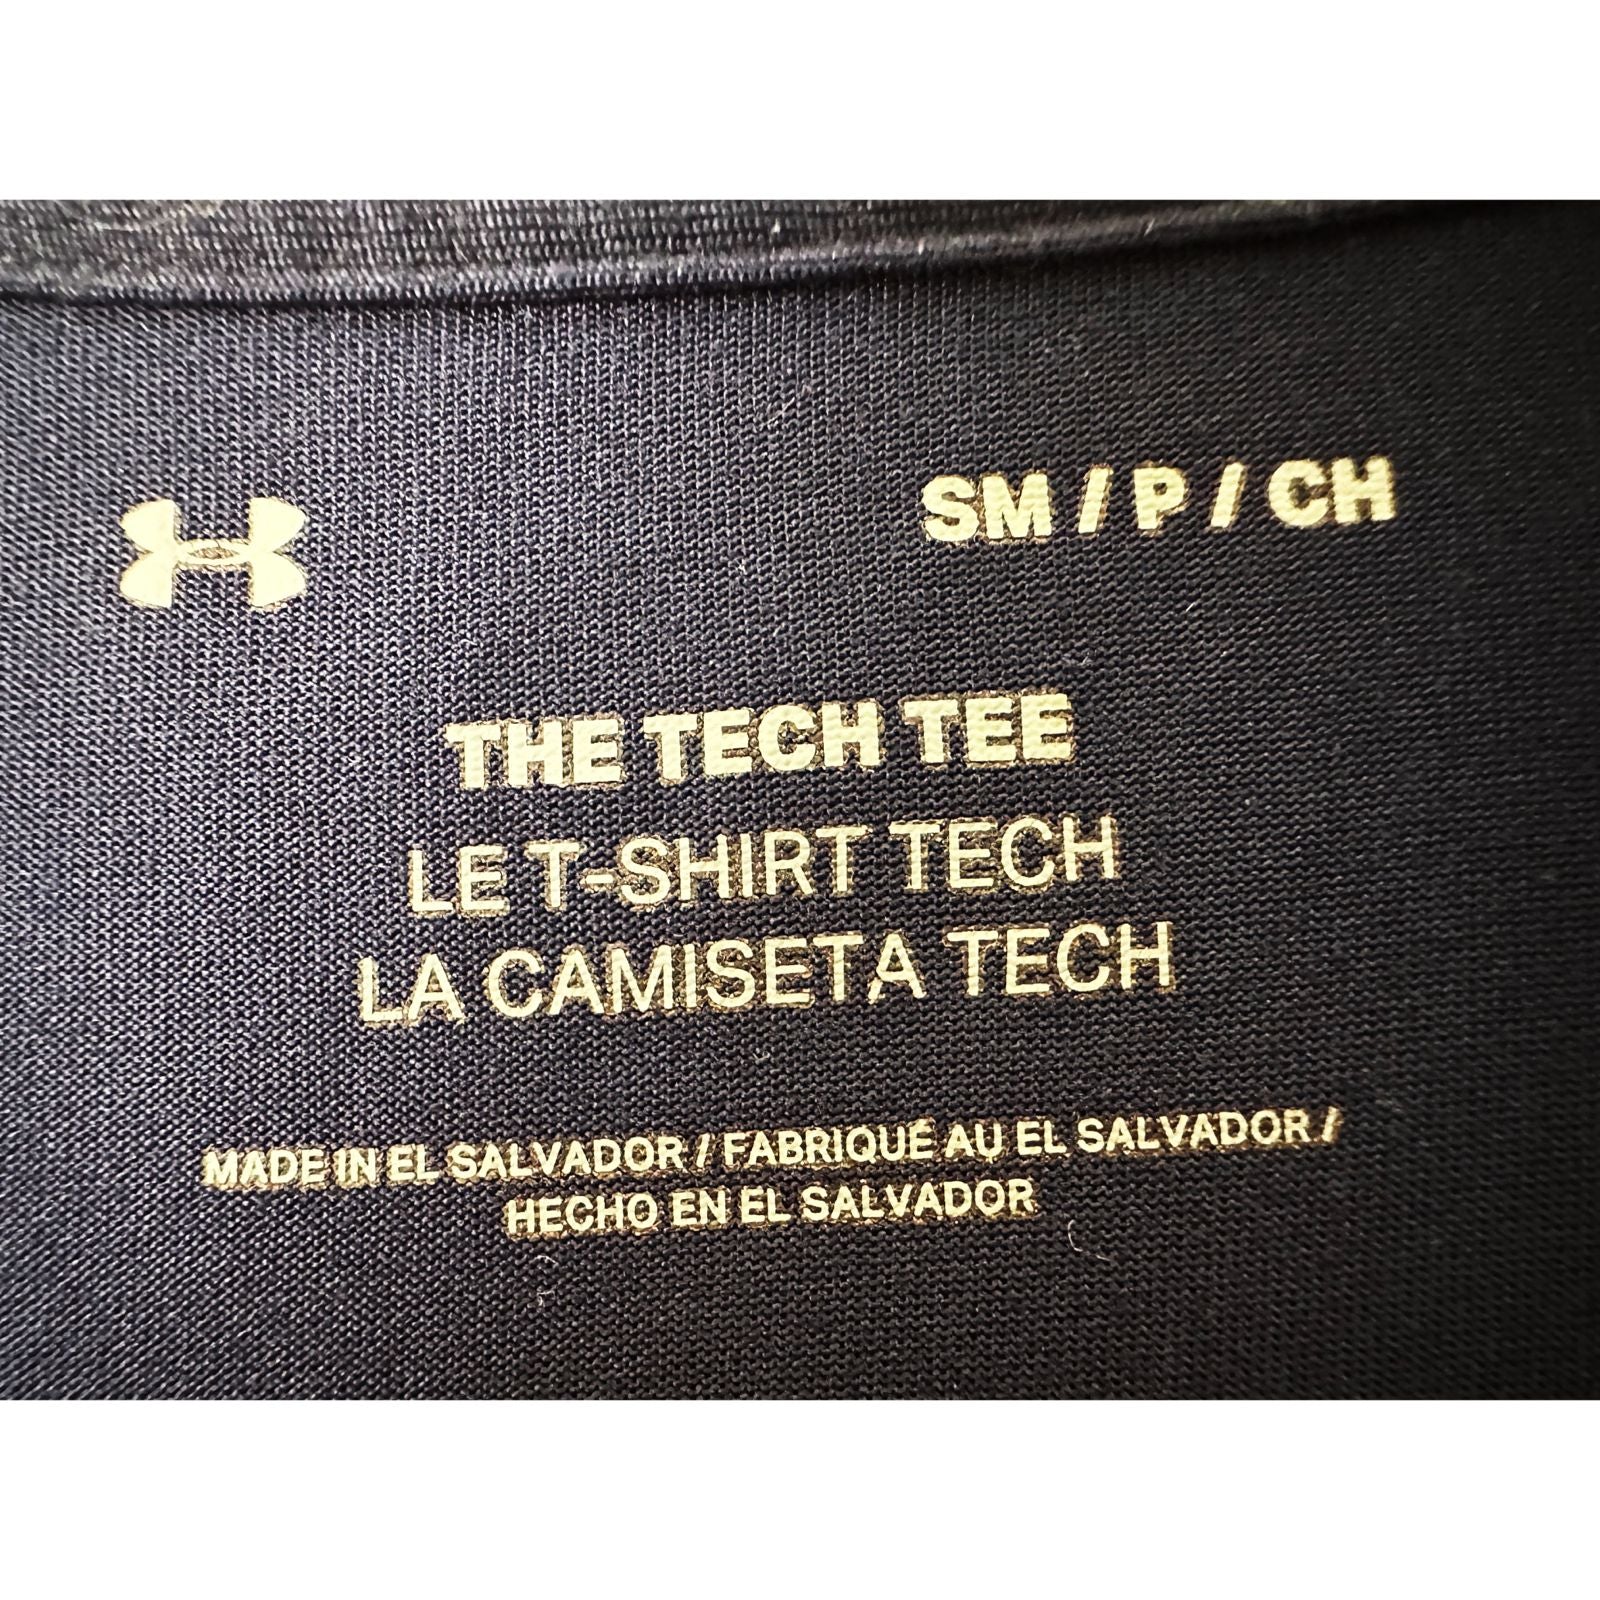 SM / P / CH
THE TECH TEE
LE T-SHIRT TECH
LA CAMISETA TECH
MADE IN EL SALVADOR / FABRIQUÉ AU EL SALVADOR /
HECHO EN EL SALVADOR